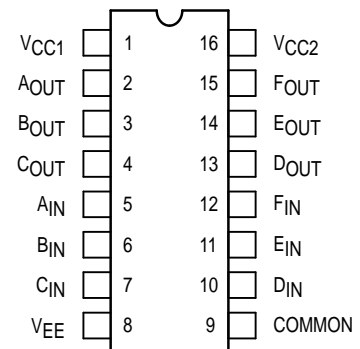 VCC1 1 16 VCC2
AOUT 2 15 FOUT
BOUT 3 14 EOUT
COUT 4 13 DOUT
AIN 5 12 FIN
BIN 6 11 EIN
CIN 7 10 DIN
VEE 8 9 COMMON